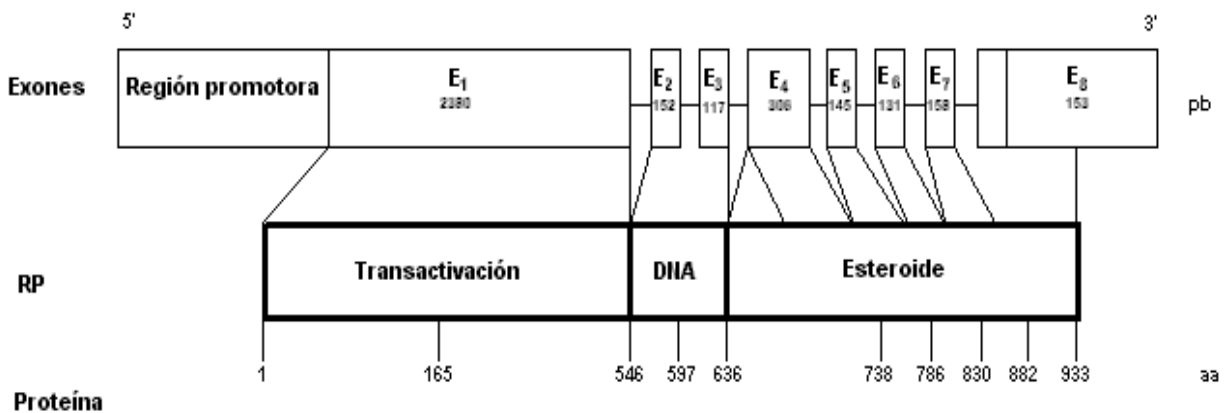 5' 3'
Exones Región promotora E₁ E₂ E₃ E₄ E₅ E₆ E₇ E₈ pb
2380 152 117 306 145 131 158 153
RP Transactivación DNA Esteroide
1 165 546 597 636 738 786 830 882 933 aa
Proteína